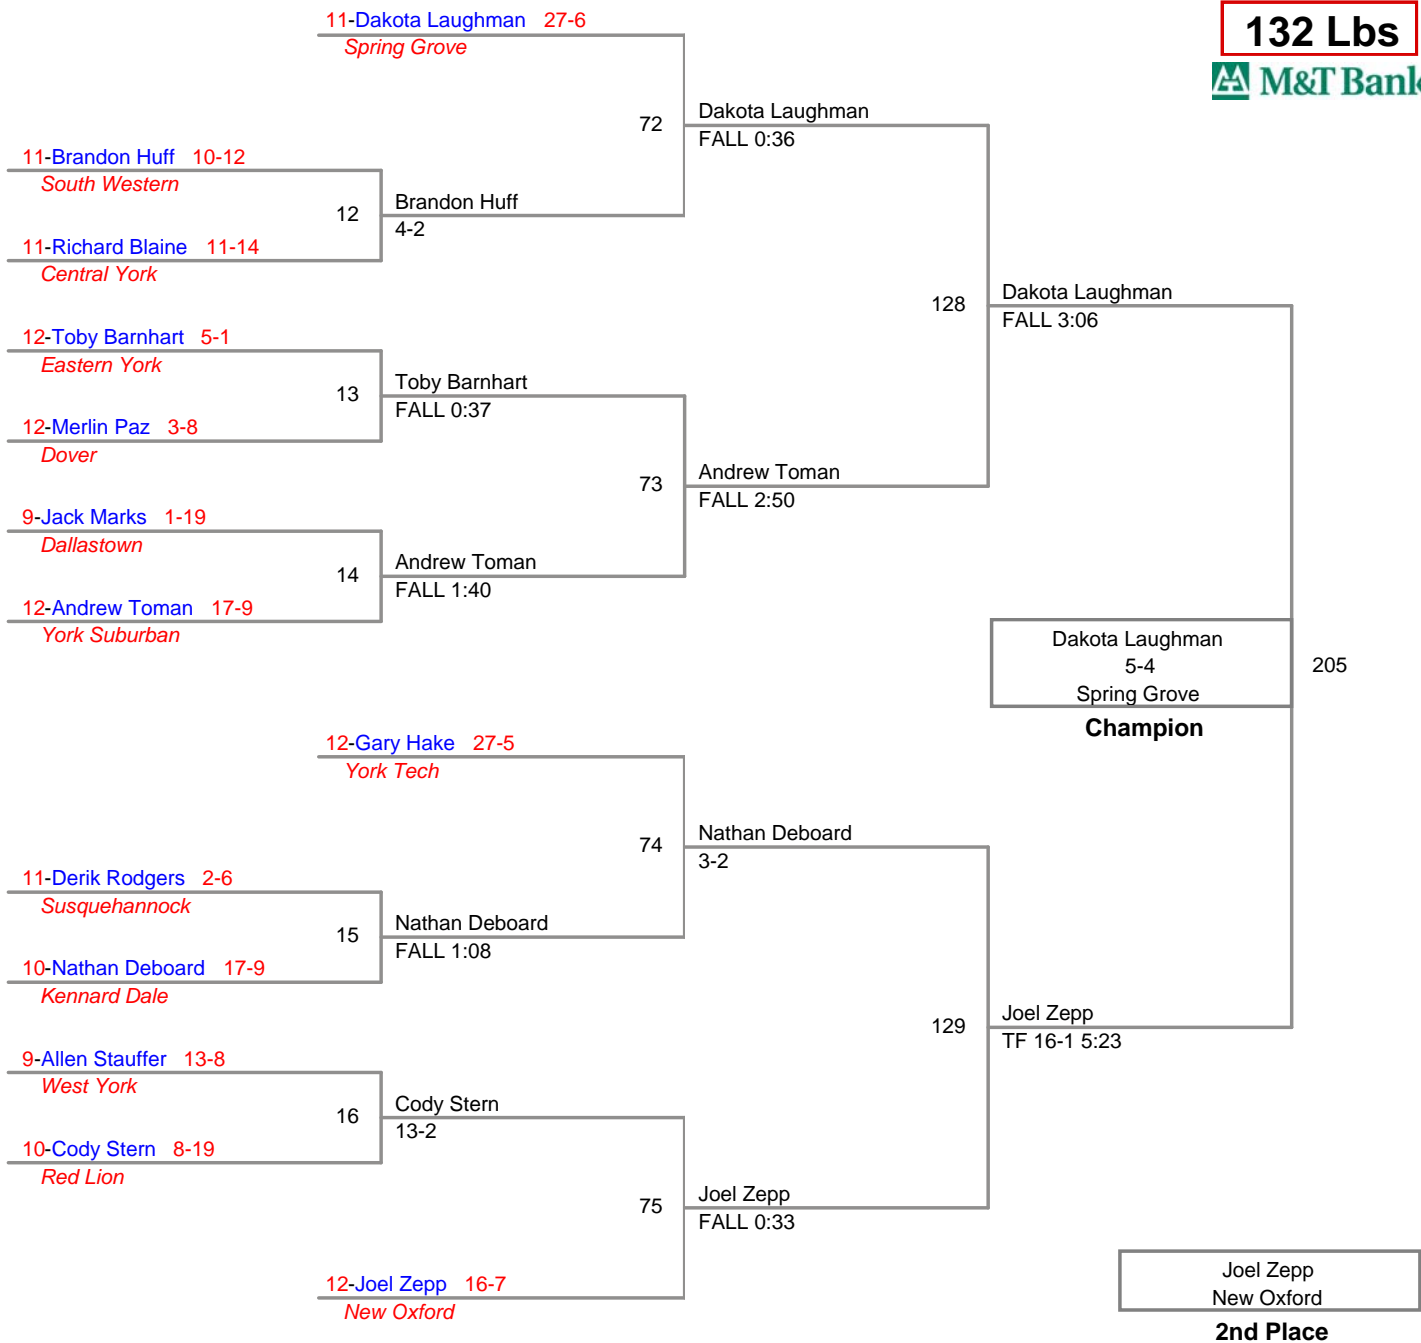 11-Dakota Laughman 27-6
Spring Grove
132 Lbs
M&T Bank
72
Dakota Laughman
FALL 0:36
11-Brandon Huff 10-12
South Western
12
Brandon Huff
4-2
11-Richard Blaine 11-14
Central York
128
Dakota Laughman
FALL 3:06
12-Toby Barnhart 5-1
Eastern York
13
Toby Barnhart
FALL 0:37
12-Merlin Paz 3-8
Dover
73
Andrew Toman
FALL 2:50
9-Jack Marks 1-19
Dallastown
14
Andrew Toman
FALL 1:40
12-Andrew Toman 17-9
York Suburban
Dakota Laughman
5-4
Spring Grove
205
Champion
12-Gary Hake 27-5
York Tech
74
Nathan Deboard
3-2
11-Derik Rodgers 2-6
Susquehannock
15
Nathan Deboard
FALL 1:08
10-Nathan Deboard 17-9
Kennard Dale
129
Joel Zepp
TF 16-1 5:23
9-Allen Stauffer 13-8
West York
16
Cody Stern
13-2
10-Cody Stern 8-19
Red Lion
75
Joel Zepp
FALL 0:33
12-Joel Zepp 16-7
New Oxford
Joel Zepp
New Oxford
2nd Place